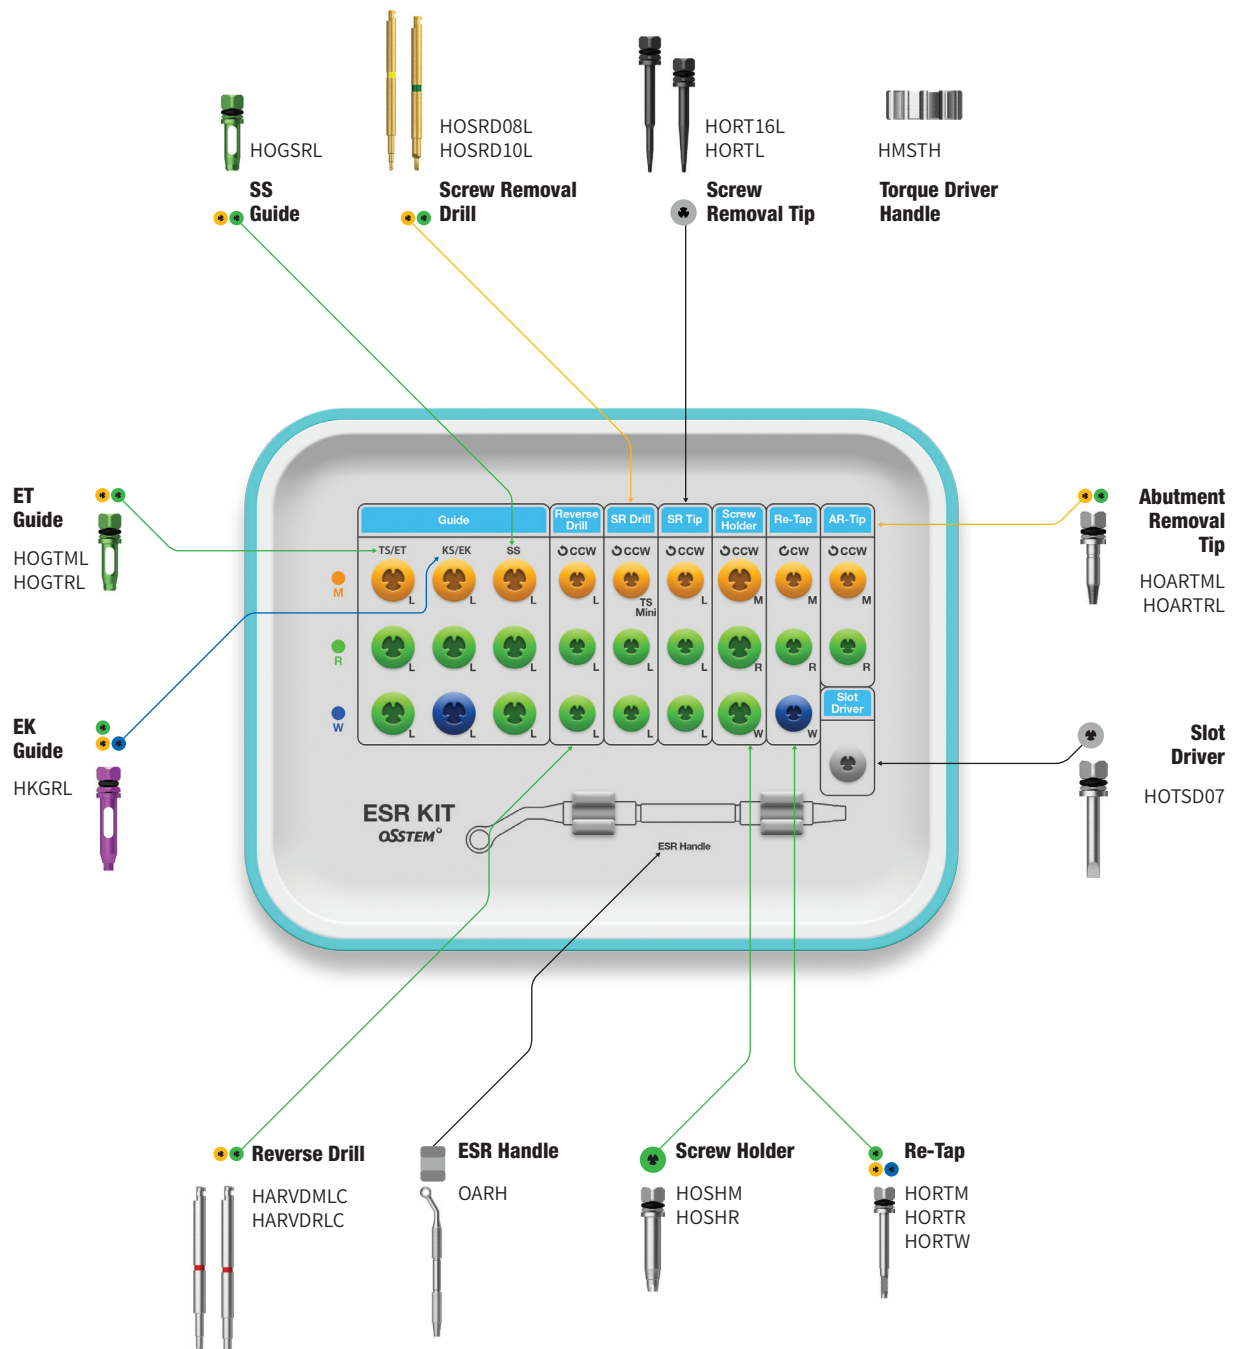 HOGSRL
SS
Guide
HOSRD08L
HOSRD10L
Screw Removal
Drill
HORT16L
HORTL
Screw
Removal Tip
HMSTH
Torque Driver
Handle
ET
Guide
HOGTML
HOGTRL
EK
Guide
HKGRL
Abutment
Removal
Tip
HOARTML
HOARTRL
Slot
Driver
HOTSD07
Guide
Reverse
Drill
SR Drill
SR Tip
Screw
Holder
Re-Tap
AR-Tip
TS/ET
KS/EK
SS
CCW
CCW
CCW
CCW
CW
CCW
M
L
L
L
L
TS
Mini
L
M
M
M
R
L
L
L
L
L
L
R
R
R
Slot
Driver
W
L
L
L
L
L
L
W
W
ESR KIT
OSSTEM
ESR Handle
Reverse Drill
HARVDMLC
HARVDRLC
ESR Handle
OARH
Screw Holder
HOSHM
HOSHR
Re-Tap
HORTM
HORTR
HORTW